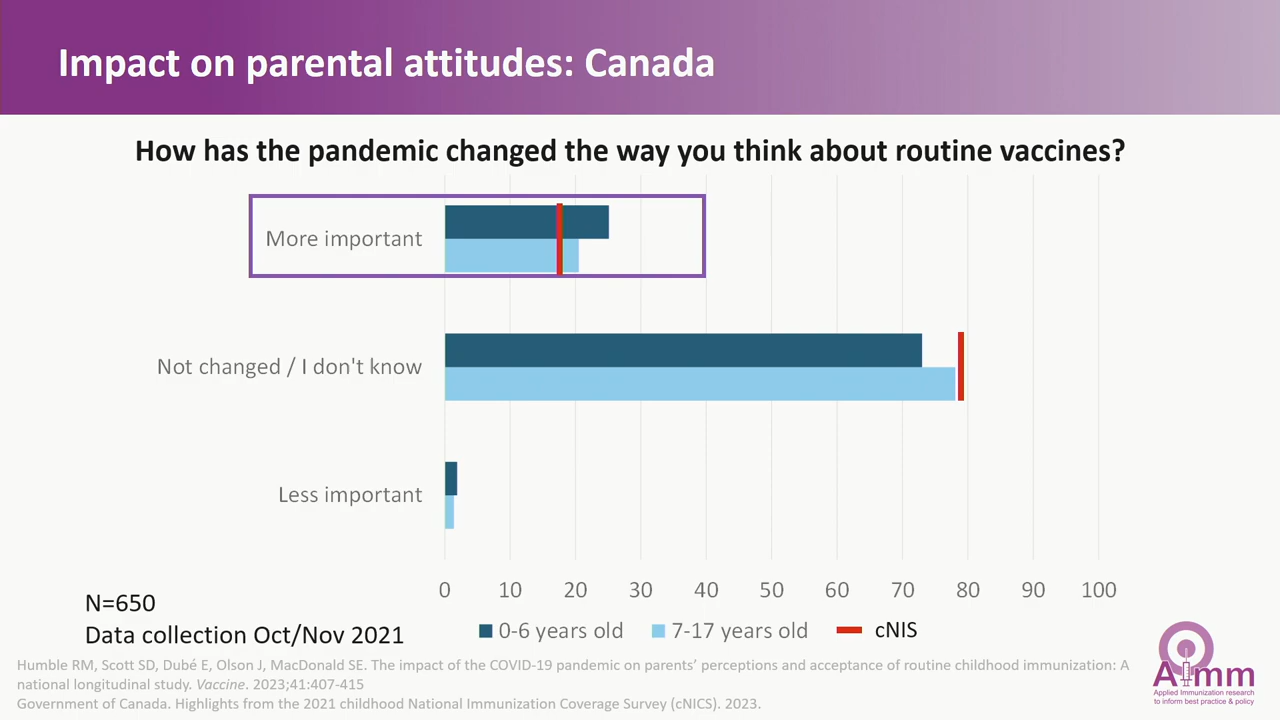 Impact on parental attitudes: Canada
How has the pandemic changed the way you think about routine vaccines?
More important
Not changed / I don't know
Less important
0 10 20 30 40 50 60 70 80 90 100
0-6 years old 7-17 years old cNIS
N=650
Data collection Oct/Nov 2021
Humble RM, Scott SD, Dubé E, Olson J, MacDonald SE. The impact of the COVID-19 pandemic on parents’ perceptions and acceptance of routine childhood immunization: A
national longitudinal study. Vaccine. 2023;41:407-415
Government of Canada. Highlights from the 2021 childhood National Immunization Coverage Survey (cNICS). 2023.
AImm
Applied Immunization research
to inform best practice & policy